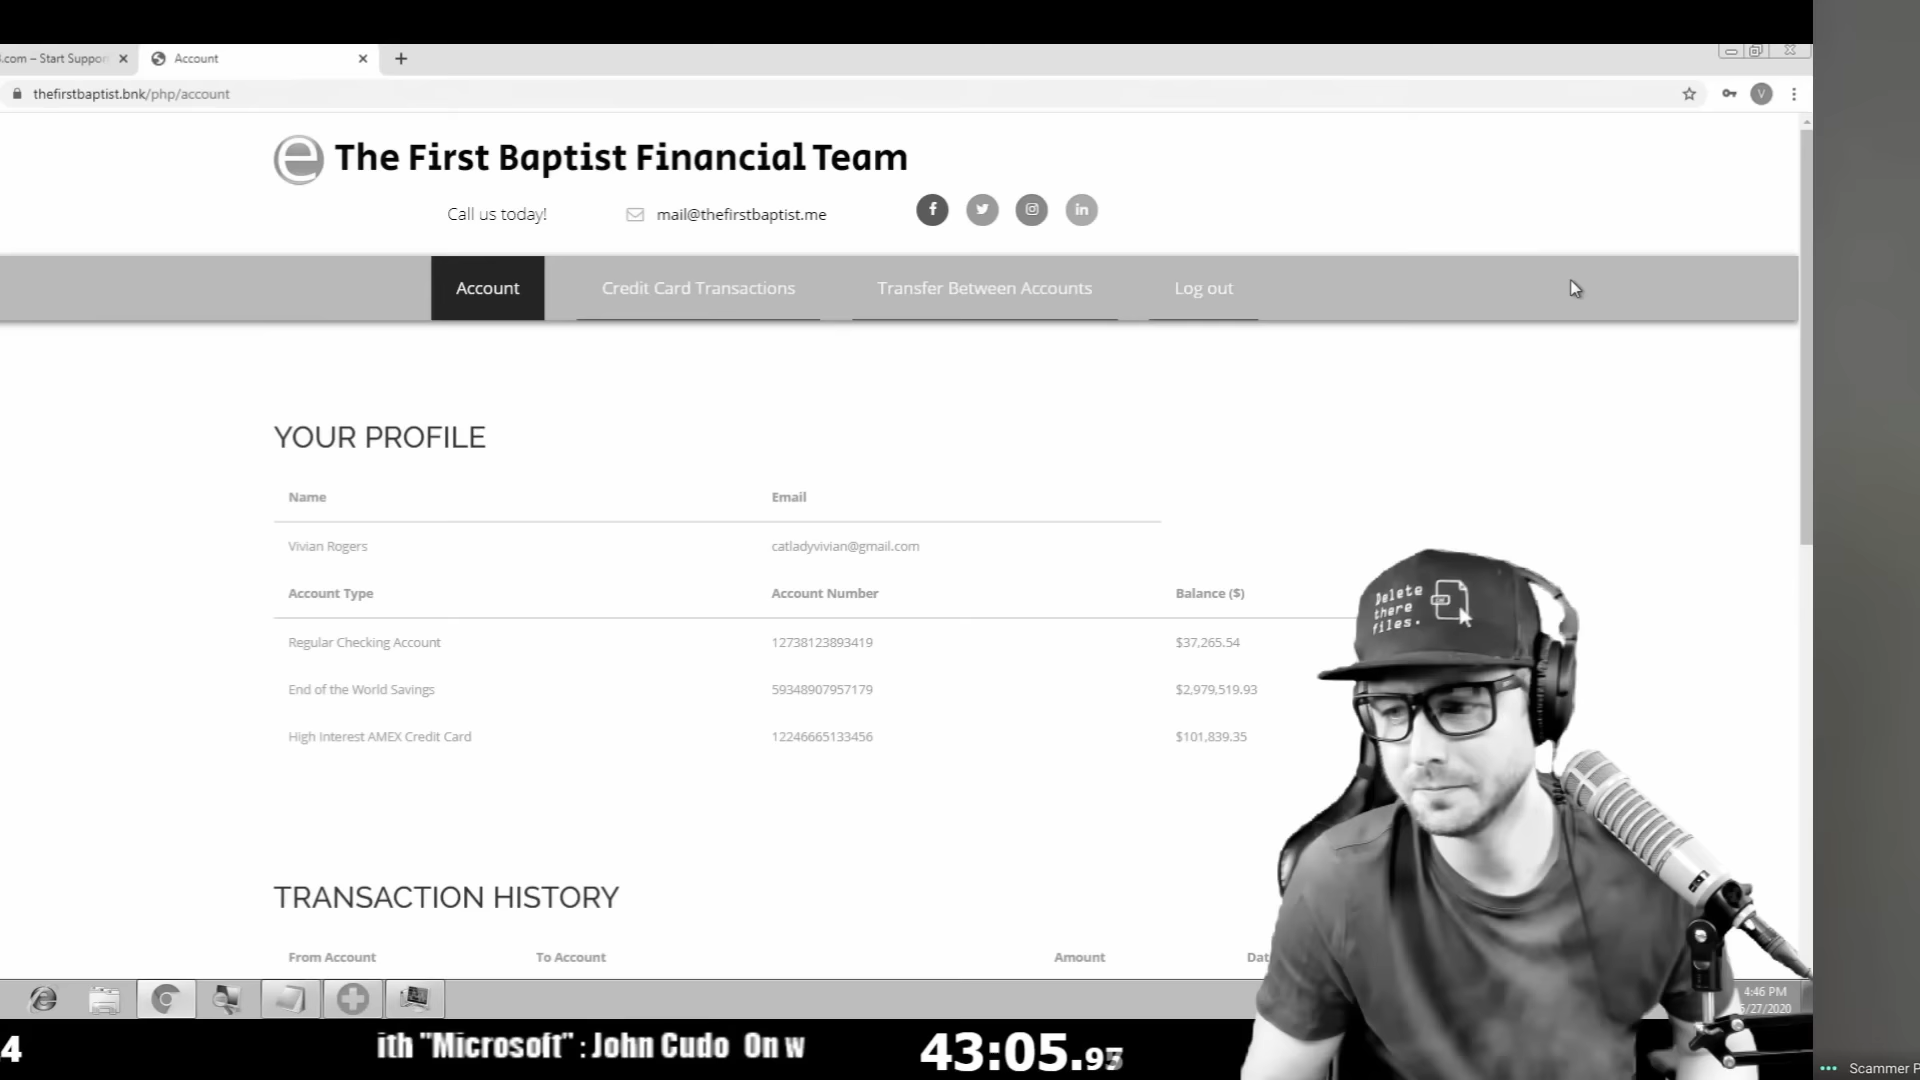 .com – Start Suppor
Account
thefirstbaptist.bnk/php/account
V
The First Baptist Financial Team
Call us today!
mail@thefirstbaptist.me
Account
Credit Card Transactions
Transfer Between Accounts
Log out
YOUR PROFILE
Name Email
Vivian Rogers catladyvivian@gmail.com
Account Type Account Number Balance ($)
Regular Checking Account 12738123893419 $37,265.54
End of the World Savings 59348907957179 $2,979,519.93
High Interest AMEX Credit Card 12246665133456 $101,839.35
Delete
there
files.
TRANSACTION HISTORY
From Account To Account Amount Dat
4:46 PM
5/27/2020
4
ith "Microsoft" : John Cudo On w
43:05.
Scammer P